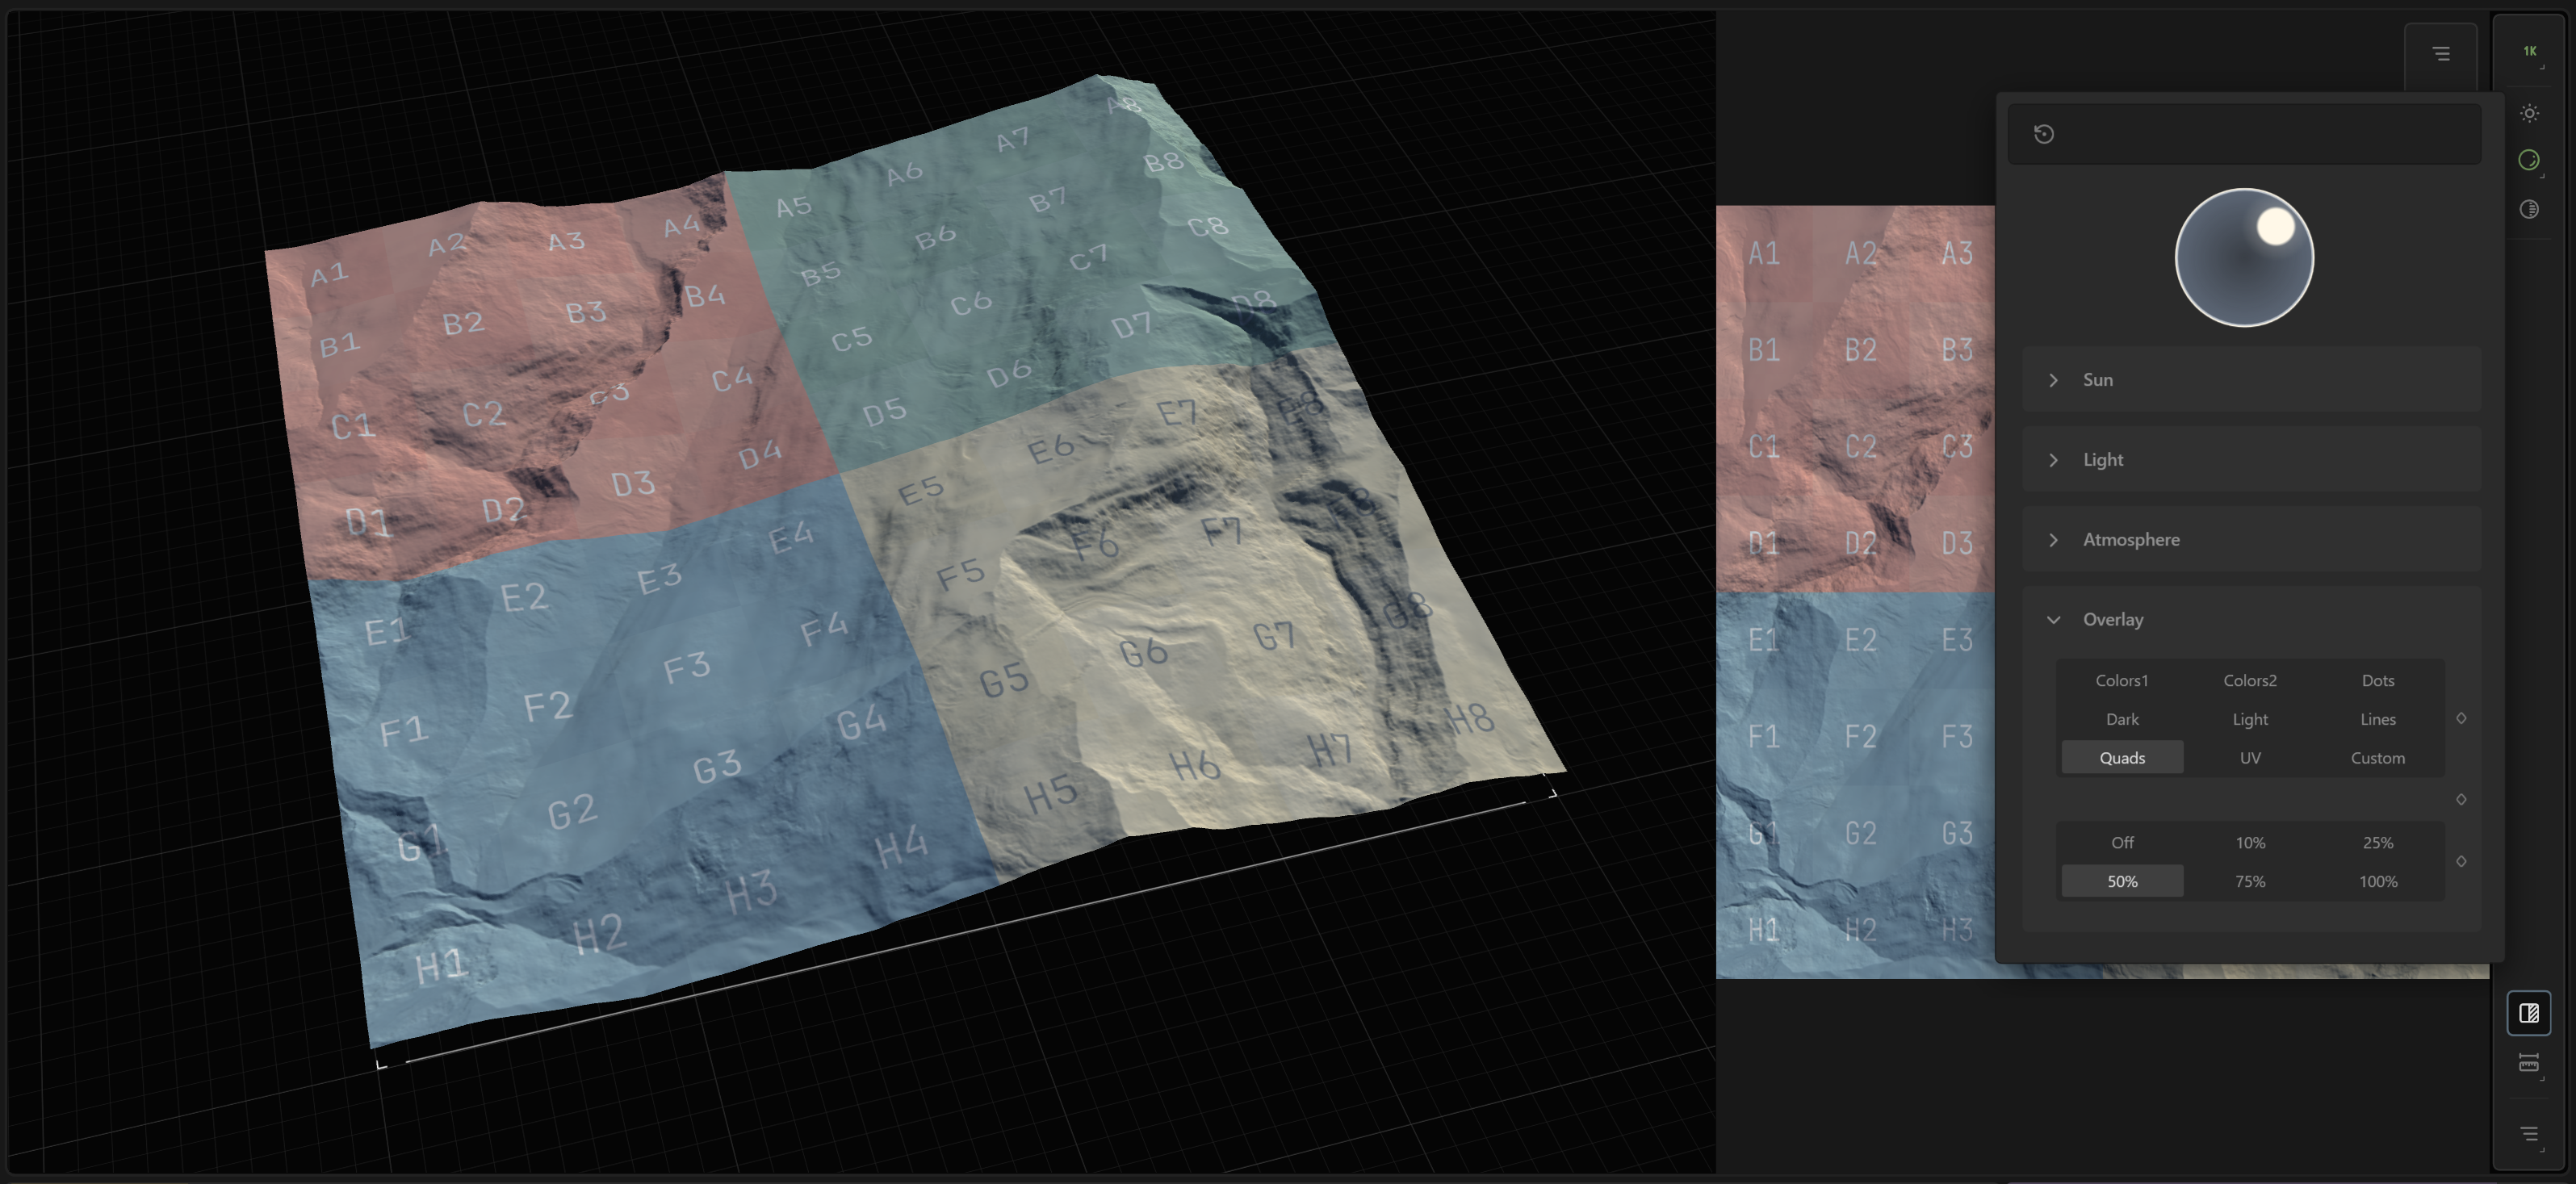 1K
A1 A2 A3 A4 A5 A6 A7 A8
B1 B2 B3 B4 B5 B6 B7 B8
C1 C2 C3 C4 C5 C6 C7 C8
D1 D2 D3 D4 D5 D6 D7 D8
E1 E2 E3 E4 E5 E6 E7 E8
F1 F2 F3 F4 F5 F6 F7
G1 G2 G3 G4 G5 G6 G7 G8
H1 H2 H3 H4 H5 H6 H7 H8
A1 A2 A3
B1 B2 B3
C1 C2 C3
D1 D2 D3
E1 E2 E3
F1 F2 F3
G1 G2 G3
H1 H2 H3
Sun
Light
Atmosphere
Overlay
Colors1 Colors2 Dots
Dark Light Lines
Quads UV Custom
Off 10% 25%
50% 75% 100%